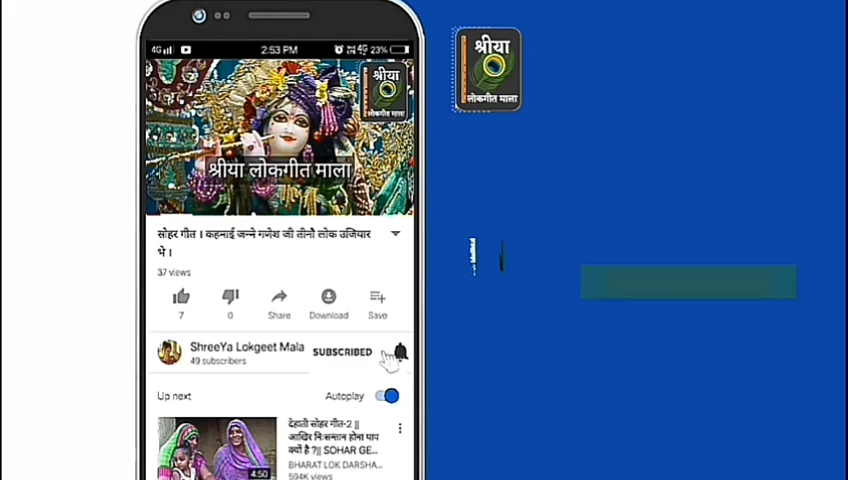 4G
2:53 PM
4G 23%
श्रीया
लोकगीत माला
श्रीया लोकगीत माला
सोहर गीत । कहमाई जन्मे गणेश जी तीनौ लोक उजियार
भे ।
37 views
7
0
Share
Download
Save
ShreeYa Lokgeet Mala
49 subscribers
SUBSCRIBED
Up next
Autoplay
देहाती सोहर गीत-2 ||
आखिर निःसन्तान होना पाप
क्यों है ?|| SOHAR GE...
BHARAT LOK DARSHA...
594K views
4:50
श्रीया
लोकगीत माला